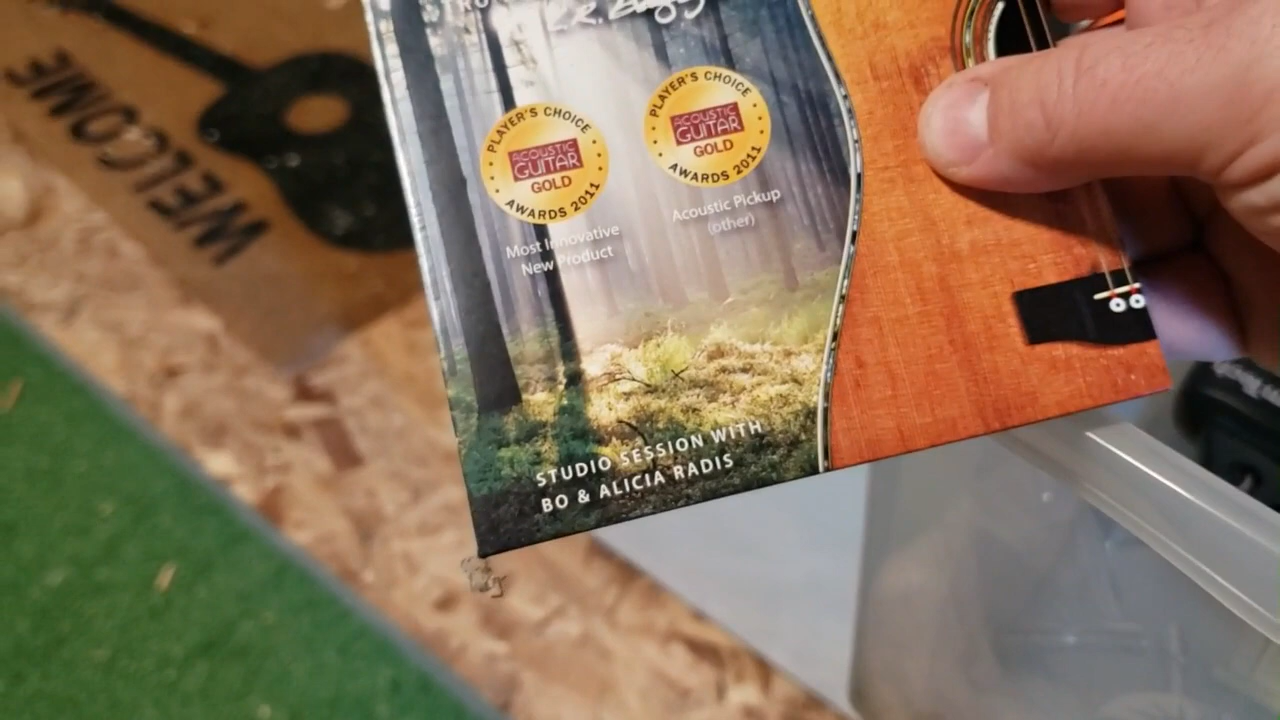 WELCOME
PLAYER'S CHOICE
ACOUSTIC
GUITAR
GOLD
AWARDS 2011
Most Innovative
New Product
PLAYER'S CHOICE
ACOUSTIC
GUITAR
GOLD
AWARDS 2011
Acoustic Pickup
(other)
STUDIO SESSION WITH
BO & ALICIA RADIS